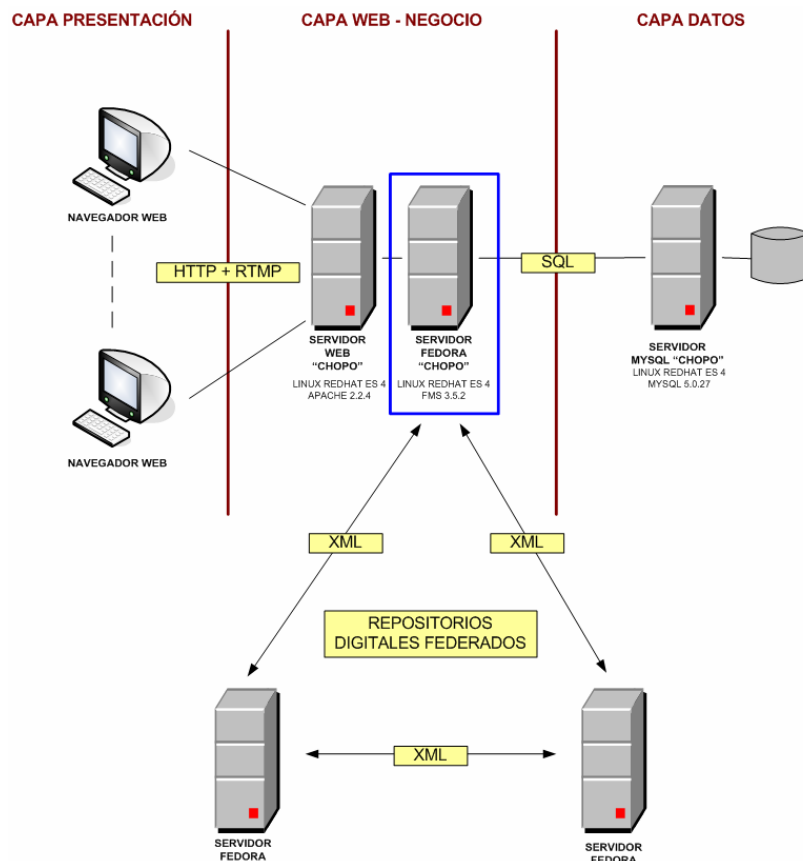 CAPA PRESENTACIÓN
CAPA WEB - NEGOCIO
CAPA DATOS
NAVEGADOR WEB
HTTP + RTMP
SQL
SERVIDOR
WEB
“CHOPO”
LINUX REDHAT ES 4
APACHE 2.2.4
SERVIDOR
FEDORA
“CHOPO”
LINUX REDHAT ES 4
FMS 3.5.2
SERVIDOR
MYSQL “CHOPO”
LINUX REDHAT ES 4
MYSQL 5.0.27
NAVEGADOR WEB
XML
XML
REPOSITORIOS
DIGITALES FEDERADOS
XML
SERVIDOR
FEDORA
SERVIDOR
FEDORA